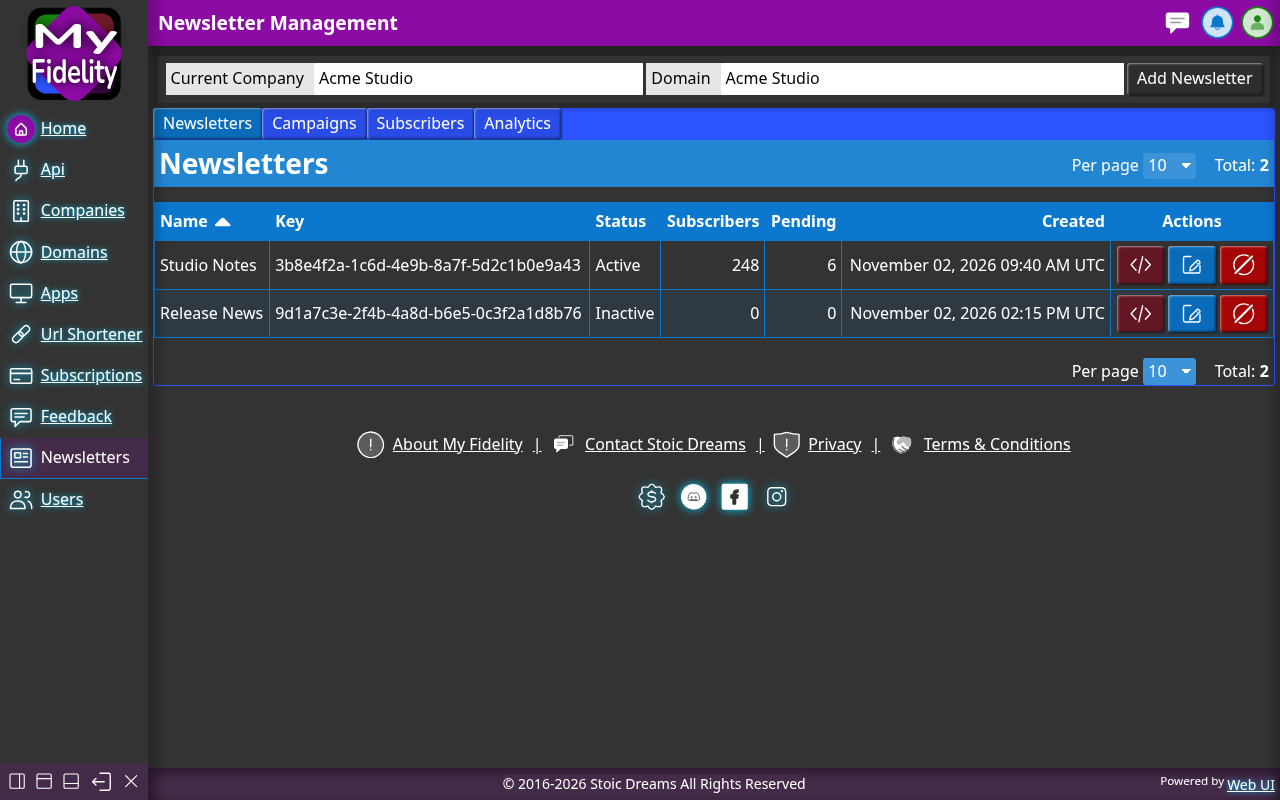 My
Fidelity
Newsletter Management
Current Company Acme Studio Domain Acme Studio Add Newsletter
Home
Api
Companies
Domains
Apps
Url Shortener
Subscriptions
Feedback
Newsletters
Users
Newsletters Campaigns Subscribers Analytics
Newsletters Per page 10 Total: 2
Name Key Status Subscribers Pending Created Actions
Studio Notes 3b8e4f2a-1c6d-4e9b-8a7f-5d2c1b0e9a43 Active 248 6 November 02, 2026 09:40 AM UTC
Release News 9d1a7c3e-2f4b-4a8d-b6e5-0c3f2a1d8b76 Inactive 0 0 November 02, 2026 02:15 PM UTC
Per page 10 Total: 2
About My Fidelity | Contact Stoic Dreams | Privacy | Terms & Conditions
© 2016-2026 Stoic Dreams All Rights Reserved Powered by Web UI